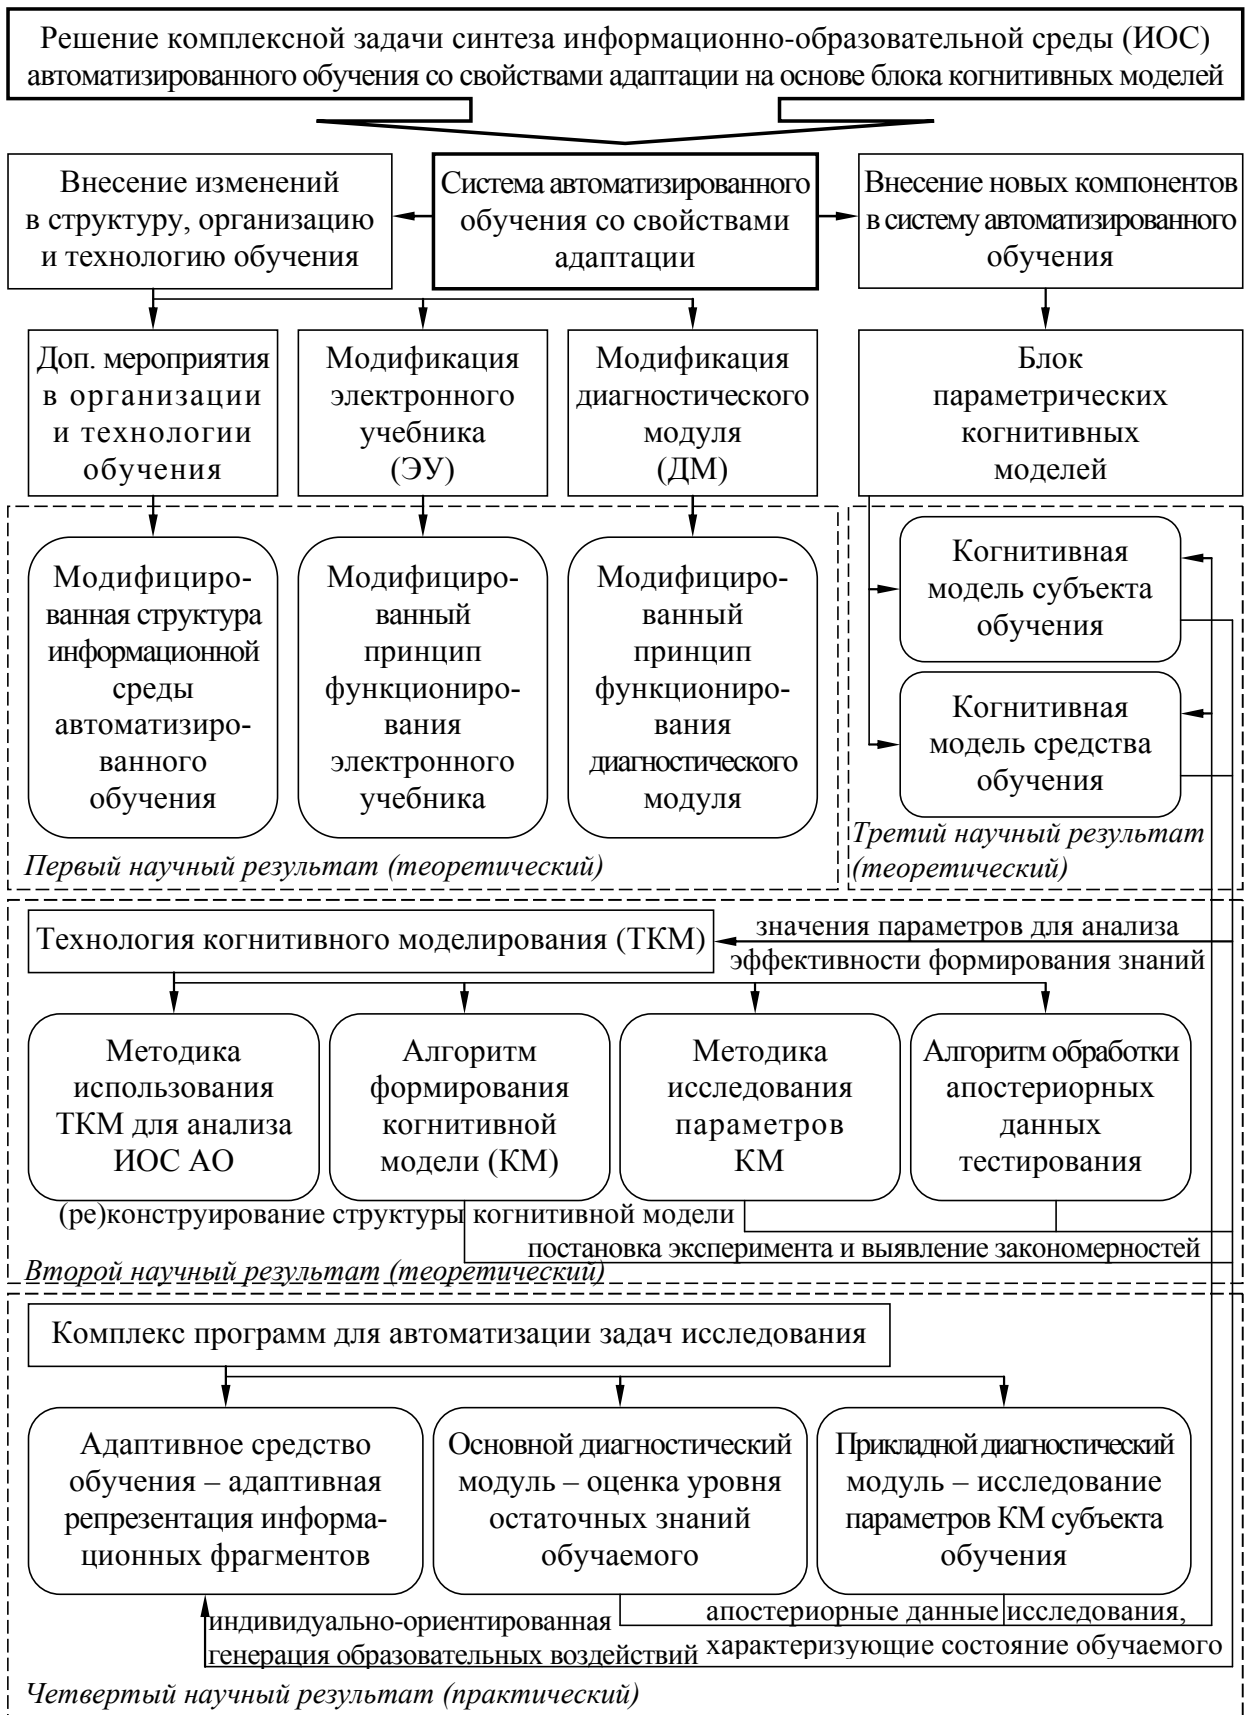 Решение комплексной задачи синтеза информационно-образовательной среды (ИОС)
автоматизированного обучения со свойствами адаптации на основе блока когнитивных моделей
Внесение изменений
в структуру, организацию
и технологию обучения
Система автоматизированного
обучения со свойствами
адаптации
Внесение новых компонентов
в систему автоматизированного
обучения
Доп. мероприятия
в организации
и технологии
обучения
Модификация
электронного
учебника
(ЭУ)
Модификация
диагностического
модуля
(ДМ)
Блок
параметрических
когнитивных
моделей
Модифициро-
ванная структура
информационной
среды
автоматизиро-
ванного
обучения
Модифициро-
ванный
принцип
функциониро-
вания
электронного
учебника
Модифициро-
ванный
принцип
функциониро-
вания
диагностического
модуля
Когнитивная
модель субъекта
обучения
Когнитивная
модель средства
обучения
Первый научный результат (теоретический)
Третий научный результат
(теоретический)
Технология когнитивного моделирования (ТКМ)
значения параметров для анализа
эффективности формирования знаний
Методика
использования
ТКМ для анализа
ИОС АО
Алгоритм
формирования
когнитивной
модели (КМ)
Методика
исследования
параметров
КМ
Алгоритм обработки
апостериорных
данных
тестирования
(ре)конструирование структуры когнитивной модели
постановка эксперимента и выявление закономерностей
Второй научный результат (теоретический)
Комплекс программ для автоматизации задач исследования
Адаптивное средство
обучения – адаптивная
репрезентация информа-
ционных фрагментов
Основной диагностический
модуль – оценка уровня
остаточных знаний
обучаемого
Прикладной диагностический
модуль – исследование
параметров КМ субъекта
обучения
индивидуально-ориентированная
генерация образовательных воздействий
апостериорные данные исследования,
характеризующие состояние обучаемого
Четвертый научный результат (практический)